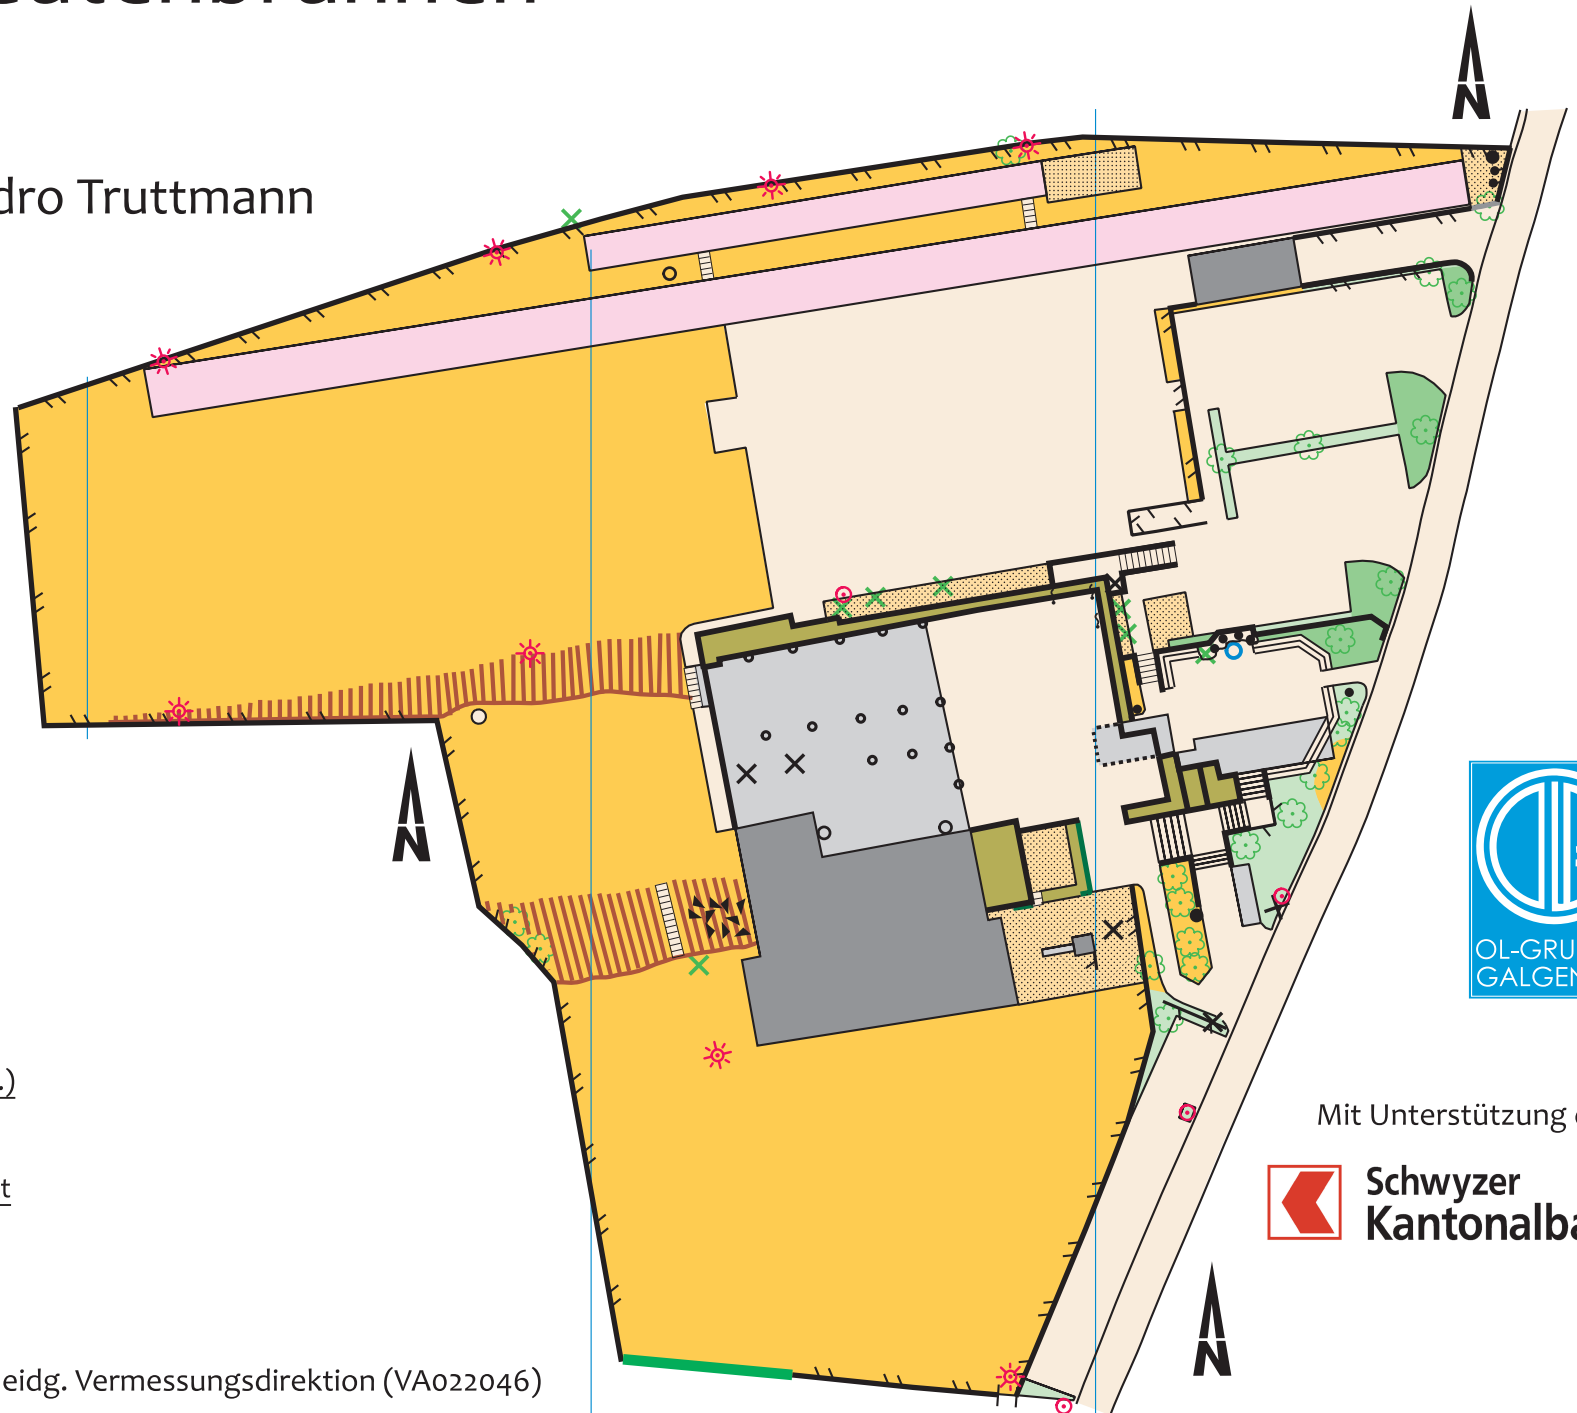 dro Truttmann
N
N
OL-GRU
GALGEN
.)
Mit Unterstützung
t
Schwyzer
Kantonalba
N
eidg. Vermessungsdirektion (VA022046)